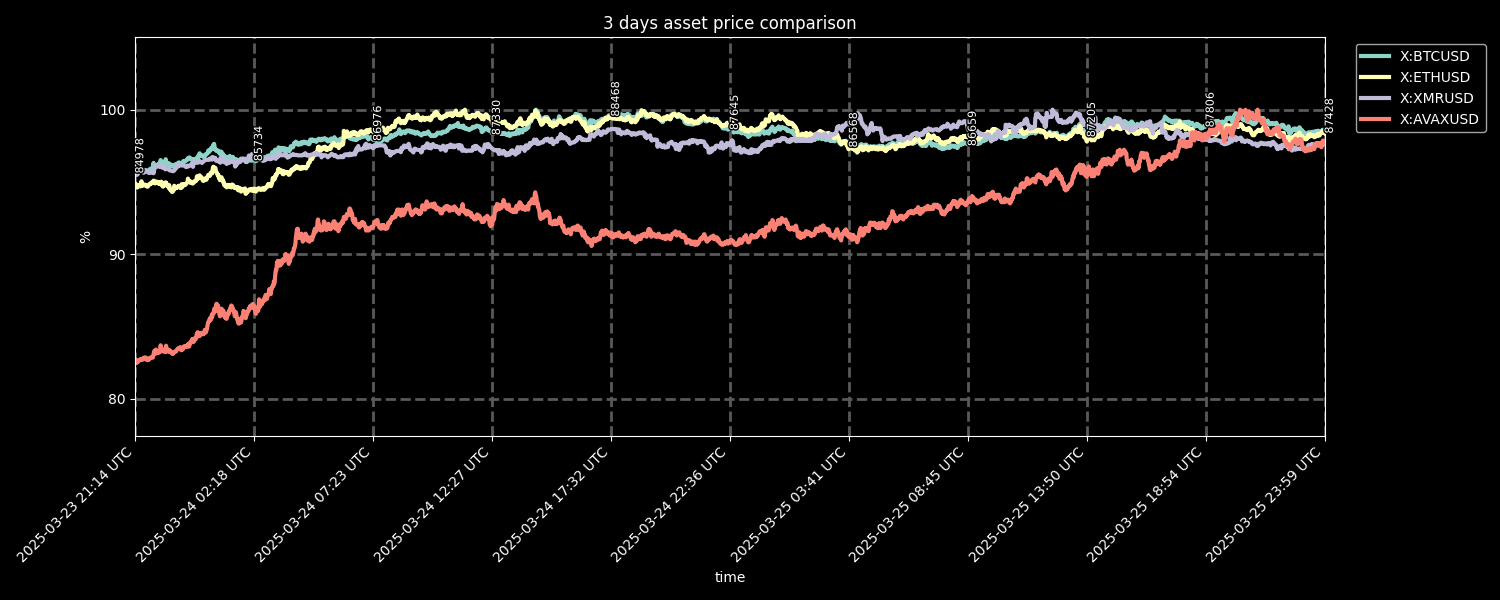 3 days asset price comparison
X:BTCUSD
X:ETHUSD
X:XMRUSD
X:AVAXUSD
100
90
80
%
84978
85734
86976
87330
88468
87645
86588
86659
87205
87806
87428
2025-03-23 21:14 UTC
2025-03-24 02:18 UTC
2025-03-24 07:23 UTC
2025-03-24 12:27 UTC
2025-03-24 17:32 UTC
2025-03-24 22:36 UTC
2025-03-25 03:41 UTC
2025-03-25 08:45 UTC
2025-03-25 13:50 UTC
2025-03-25 18:54 UTC
2025-03-25 23:59 UTC
time